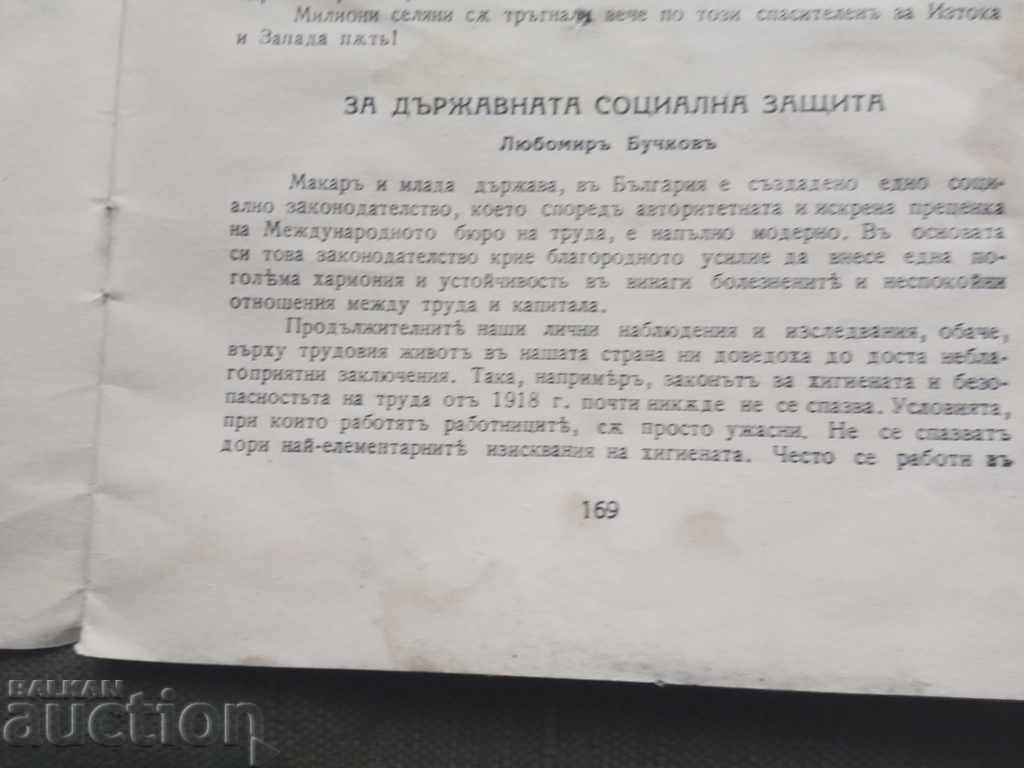 Милиони селяни сѫ тръгнали вече по този спасителенъ за Изтока
и Запада пѫть!
ЗА ДЪРЖАВНАТА СОЦИАЛНА ЗАЩИТА
Любомиръ Бучковъ
Макаръ и млада държава, въ България е създадено едно соци-
ално законодателство, което споредъ авторитетната и искрена преценка
на Международното бюро на труда, е напълно модерно. Въ основата
си това законодателство крие благородното усилие да внесе една по-
голѣма хармония и устойчивость въ винаги болезненитѣ и неспокойни
отношения между труда и капитала.
Продължителнитѣ наши лични наблюдения и изследвания, обаче,
върху трудовия животъ въ нашата страна ни доведоха до доста небла-
гоприятни заключения. Така, напримѣръ, законътъ за хигиената и безо-
пасностьта на труда отъ 1918 г. почти никѫде не се спазва. Условията,
при които работятъ работницитѣ, сѫ просто ужасни. Не се спазватъ
дори най-елементарнитѣ изисквания на хигиената. Често се работи въ
169
BALKAN
auction